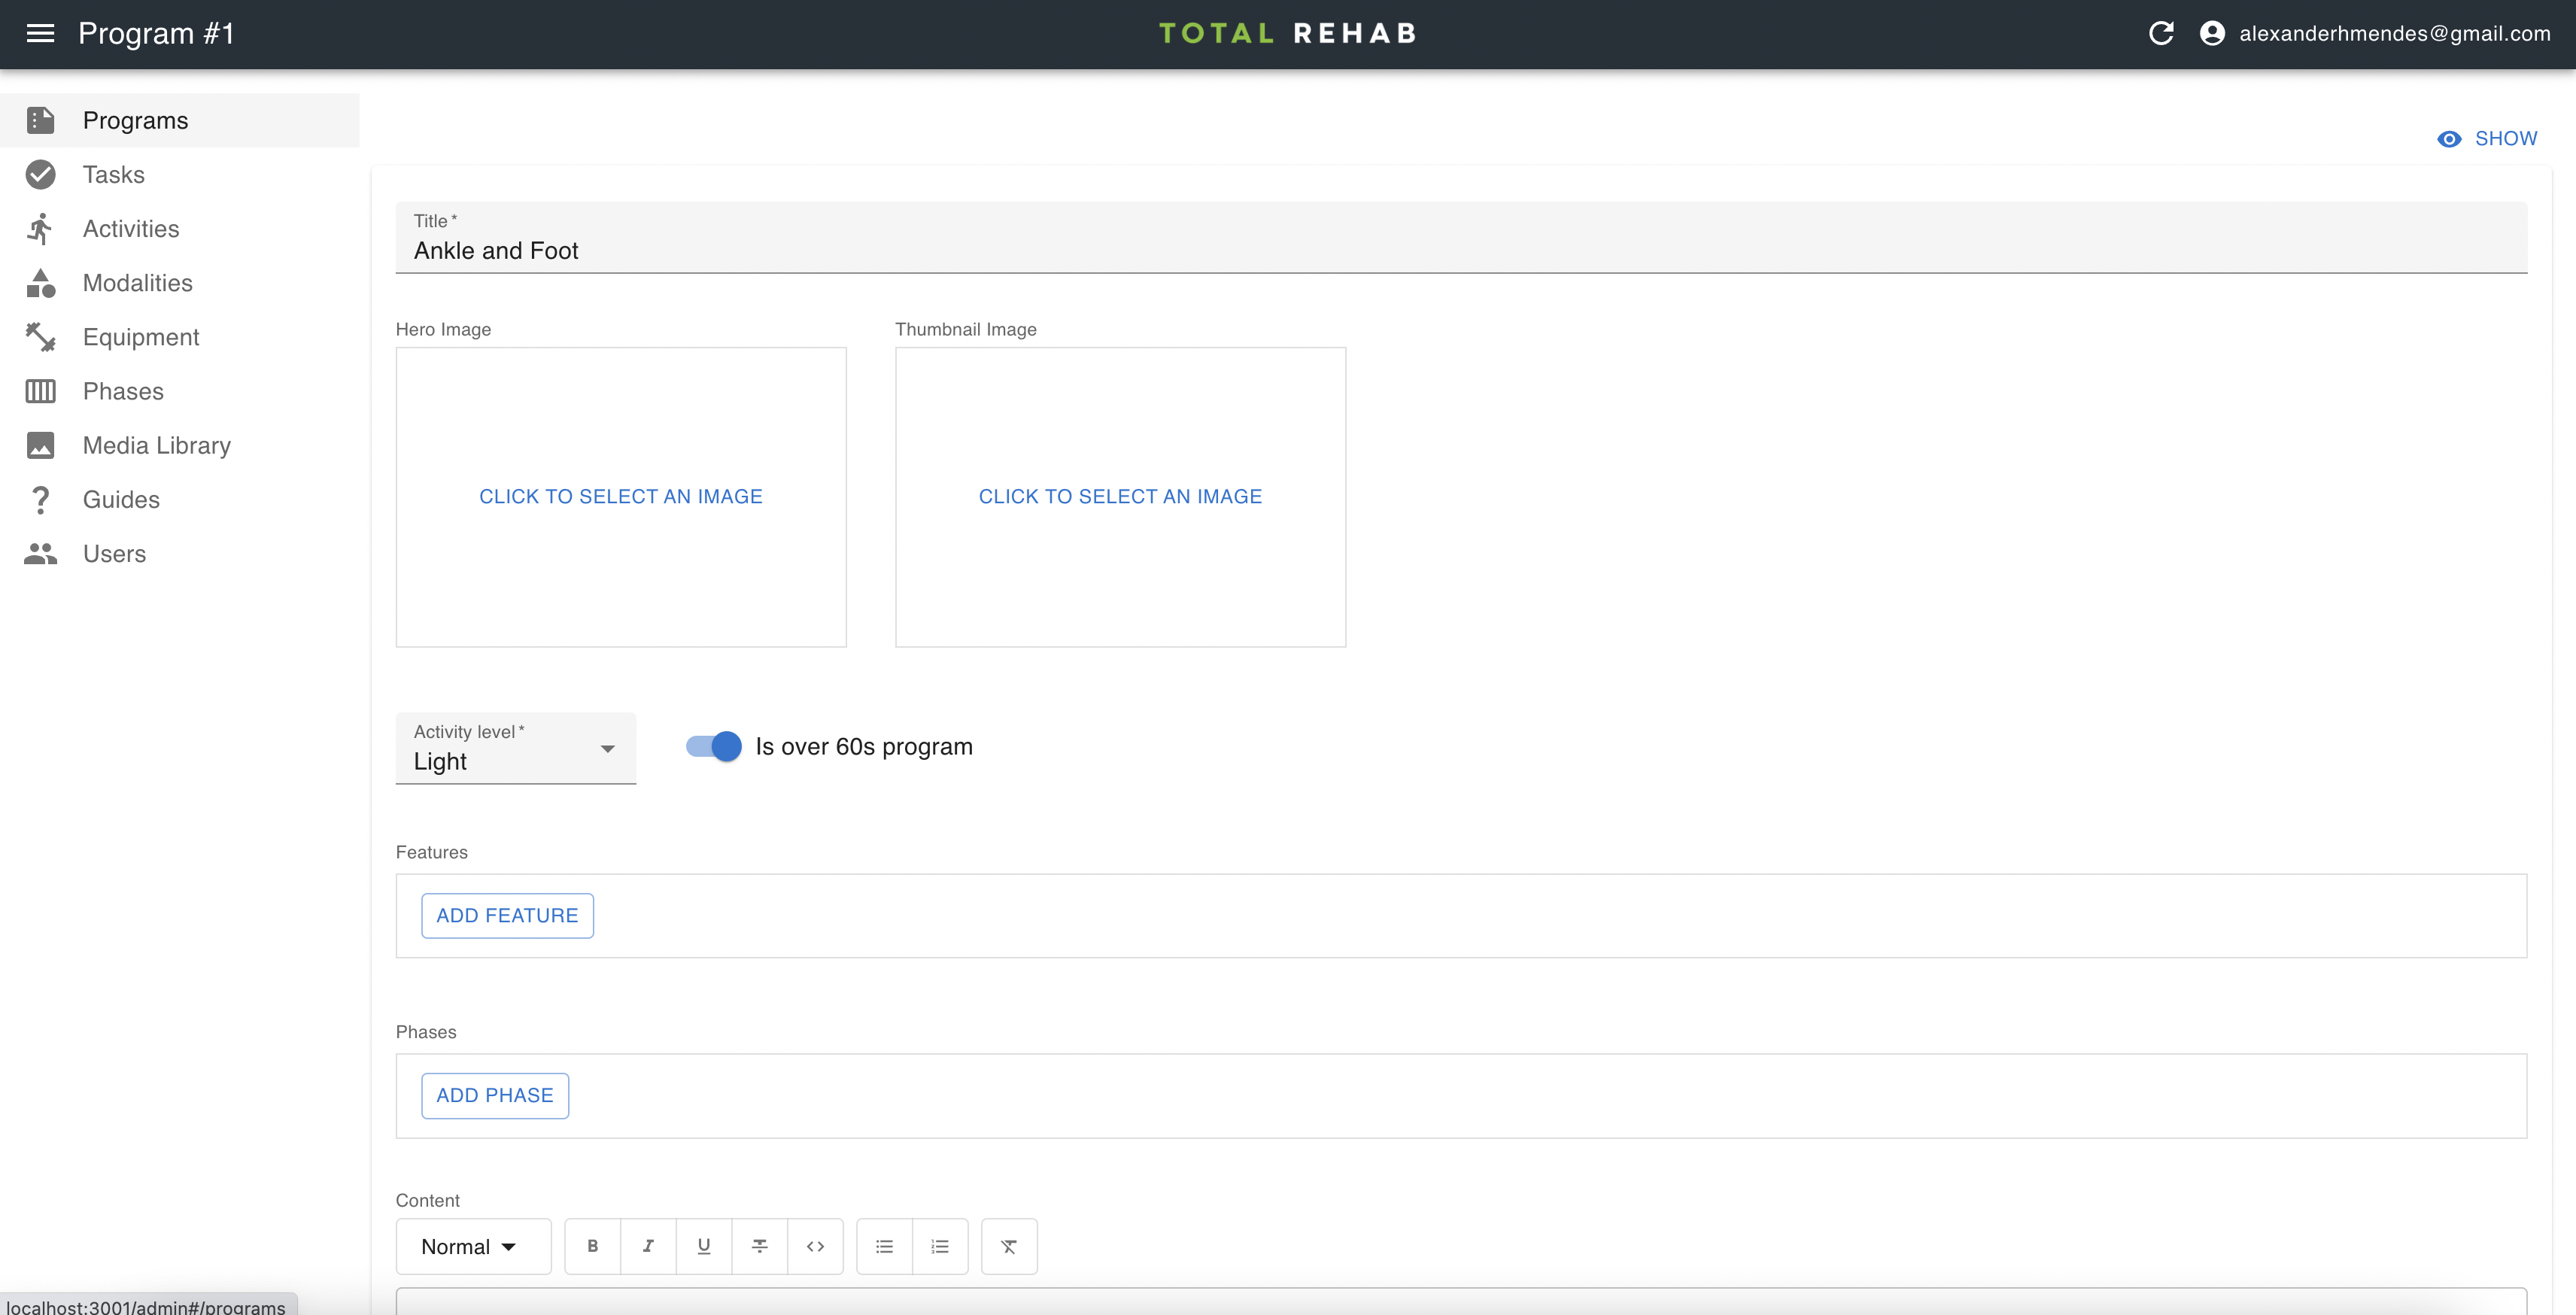 Program #1
TOTAL REHAB
alexanderhmendes@gmail.com
Programs
Tasks
Activities
Modalities
Equipment
Phases
Media Library
Guides
Users
SHOW
Title *
Ankle and Foot
Hero Image
Thumbnail Image
CLICK TO SELECT AN IMAGE
CLICK TO SELECT AN IMAGE
Activity level *
Light
Is over 60s program
Features
ADD FEATURE
Phases
ADD PHASE
Content
Normal
localhost:3001/admin#/programs